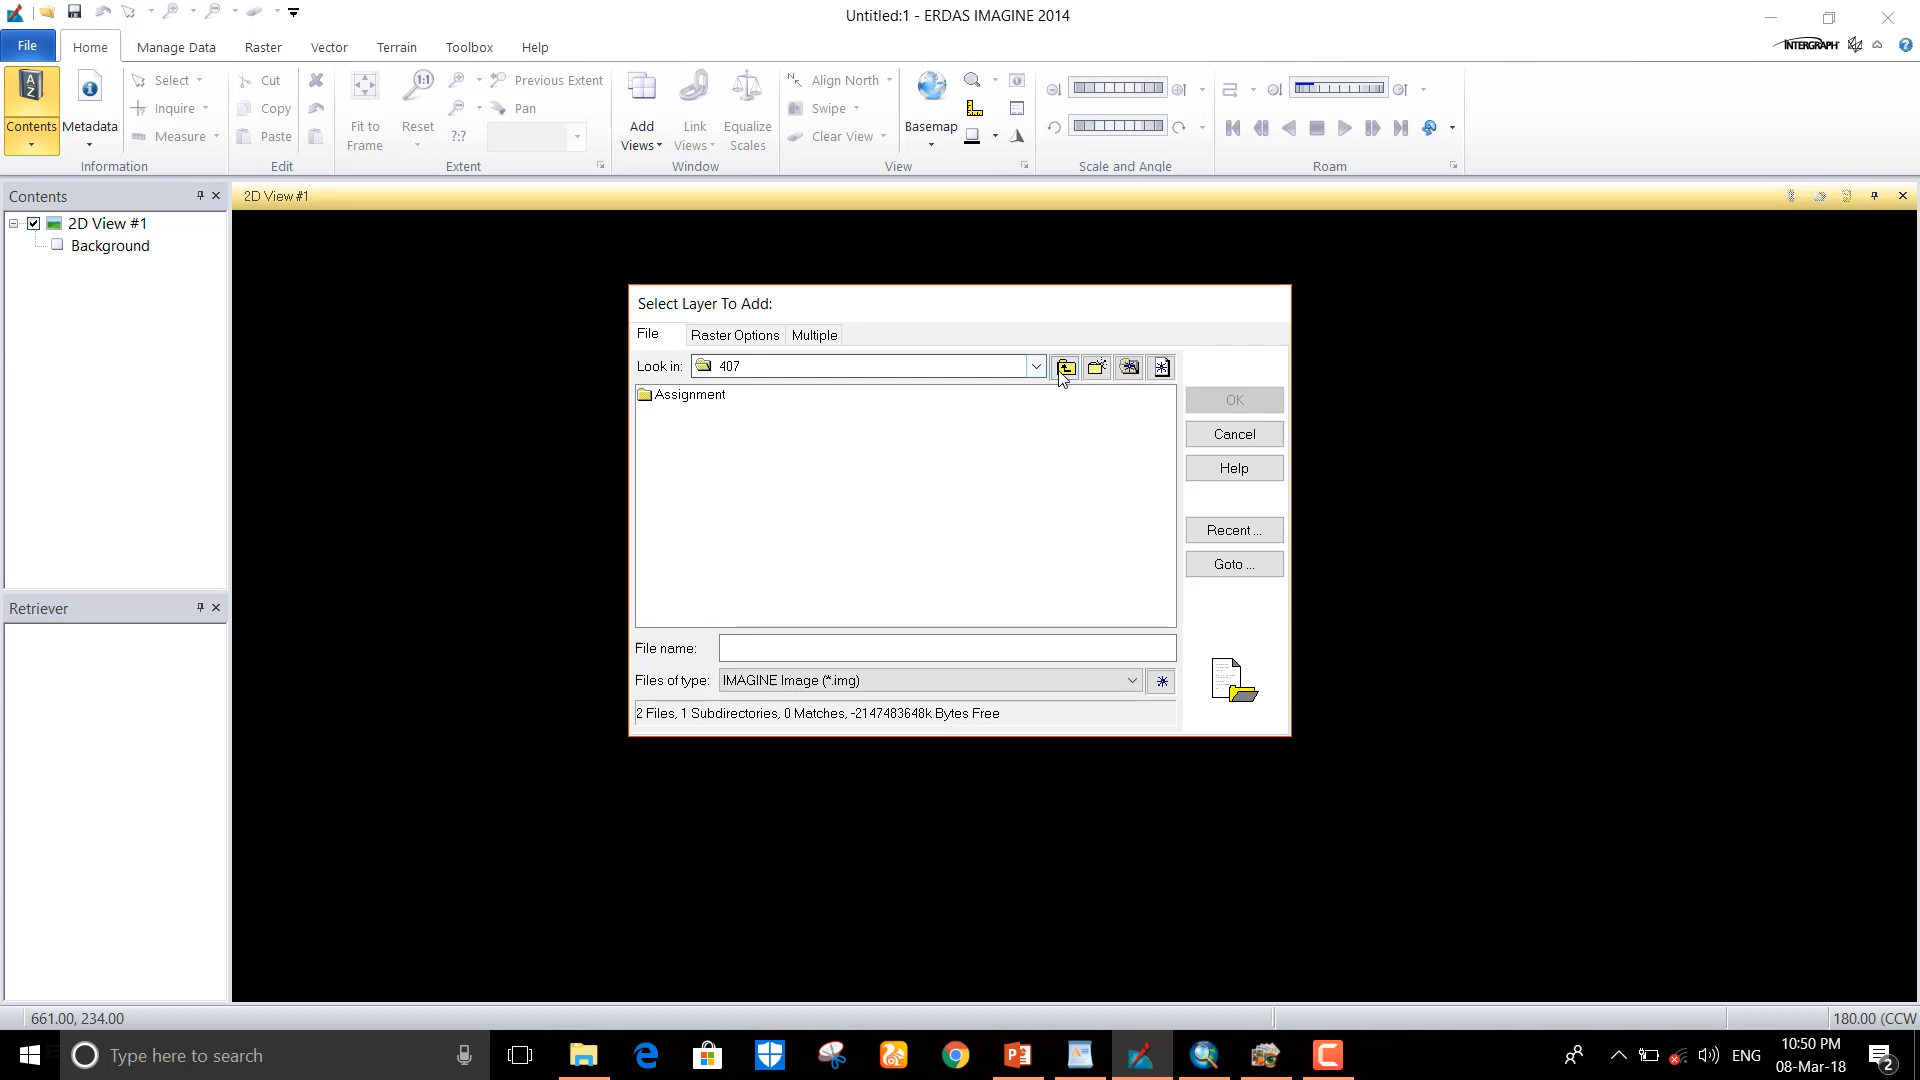 Untitled:1 - ERDAS IMAGINE 2014
File Home Manage Data Raster Vector Terrain Toolbox Help
INTERGRAPH
Select Cut 1:1 Previous Extent Align North
Inquire Copy Pan Swipe
Contents Metadata Measure Paste Fit to Frame Reset ?:? Add Views Link Views Equalize Scales Clear View Basemap
Information Edit Extent Window View Scale and Angle Roam
Contents
2D View #1
2D View #1
Background
Select Layer To Add:
File Raster Options Multiple
Look in: 407
Assignment
OK
Cancel
Help
Recent ...
Goto ...
File name:
Files of type: IMAGINE Image (*.img)
2 Files, 1 Subdirectories, 0 Matches, -2147483648k Bytes Free
Retriever
661.00, 234.00
180.00 (CCW
Type here to search
ENG
10:50 PM
08-Mar-18
2